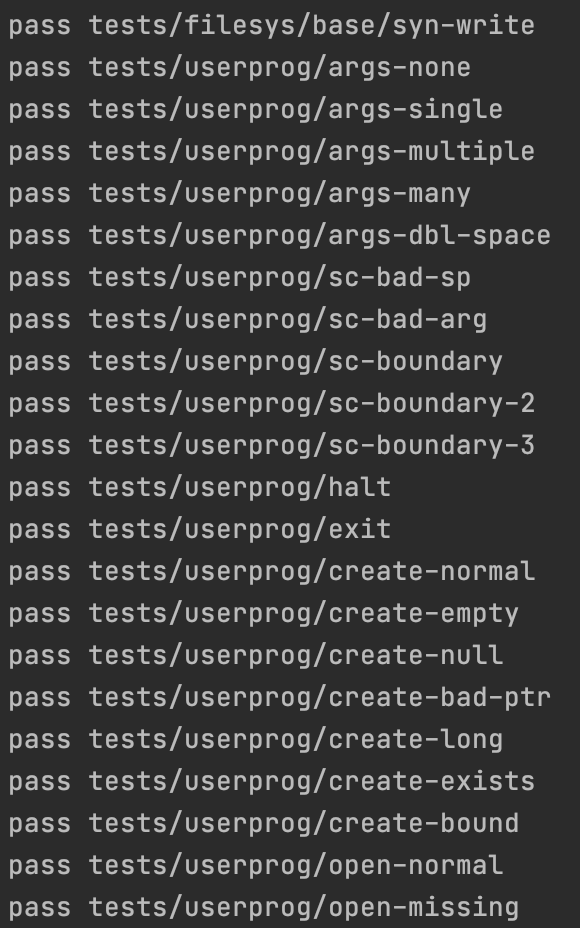 pass tests/filesys/base/syn-write
pass tests/userprog/args-none
pass tests/userprog/args-single
pass tests/userprog/args-multiple
pass tests/userprog/args-many
pass tests/userprog/args-dbl-space
pass tests/userprog/sc-bad-sp
pass tests/userprog/sc-bad-arg
pass tests/userprog/sc-boundary
pass tests/userprog/sc-boundary-2
pass tests/userprog/sc-boundary-3
pass tests/userprog/halt
pass tests/userprog/exit
pass tests/userprog/create-normal
pass tests/userprog/create-empty
pass tests/userprog/create-null
pass tests/userprog/create-bad-ptr
pass tests/userprog/create-long
pass tests/userprog/create-exists
pass tests/userprog/create-bound
pass tests/userprog/open-normal
pass tests/userprog/open-missing